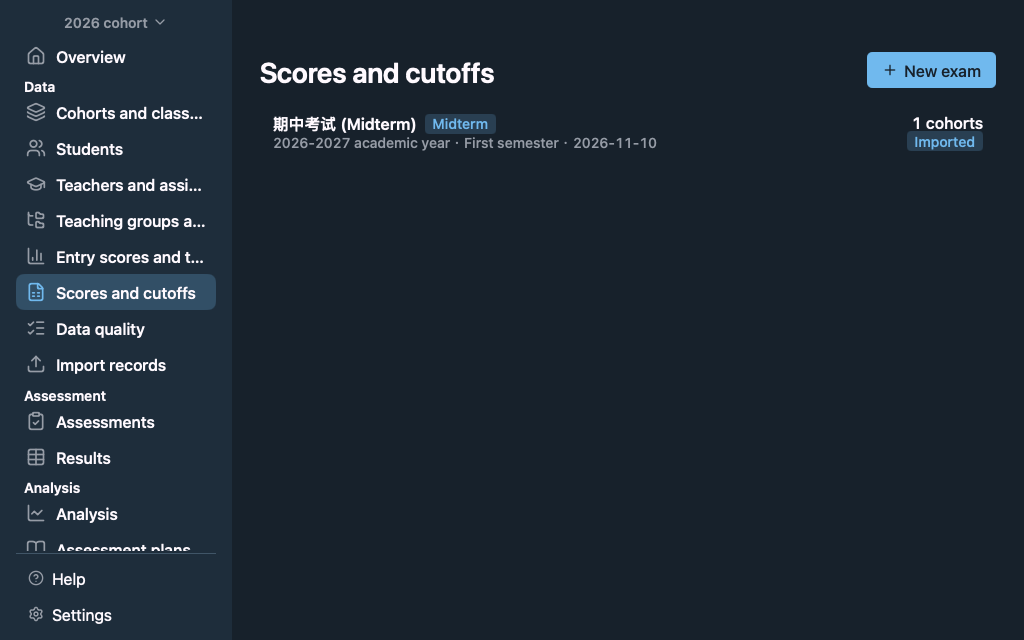 2026 cohort
Overview
Data
Cohorts and class...
Students
Teachers and assi...
Teaching groups a...
Entry scores and t...
Scores and cutoffs
Data quality
Import records
Assessment
Assessments
Results
Analysis
Analysis
Assessment plans
Help
Settings
Scores and cutoffs
New exam
期中考试 (Midterm) Midterm
1 cohorts
2026-2027 academic year · First semester · 2026-11-10
Imported